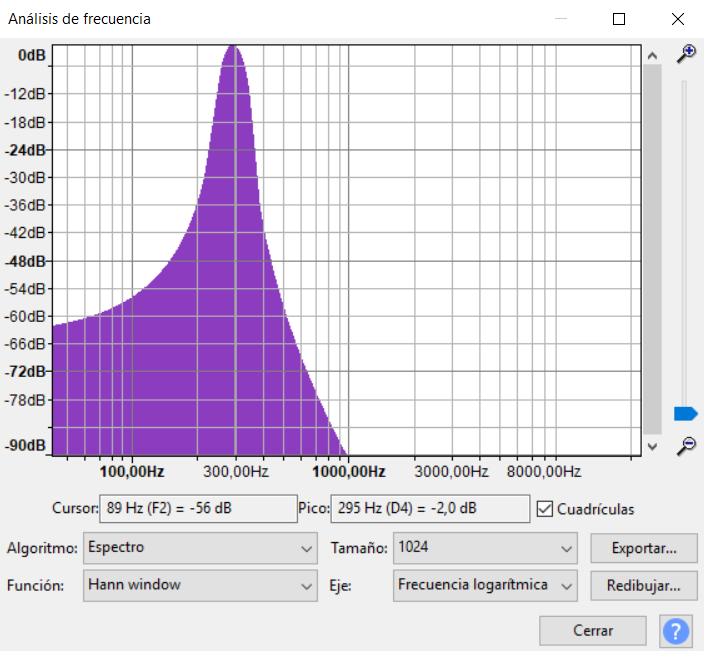 Análisis de frecuencia
0dB
-12dB
-18dB
-24dB
-30dB
-36dB
-42dB
-48dB
-54dB
-60dB
-66dB
-72dB
-78dB
-90dB
100,00Hz 300,00Hz 1000,00Hz 3000,00Hz 8000,00Hz
Cursor: 89 Hz (F2) = -56 dB Pico: 295 Hz (D4) = -2,0 dB Cuadrículas
Algoritmo: Espectro Tamaño: 1024 Exportar...
Función: Hann window Eje: Frecuencia logarítmica Redibujar...
Cerrar ?